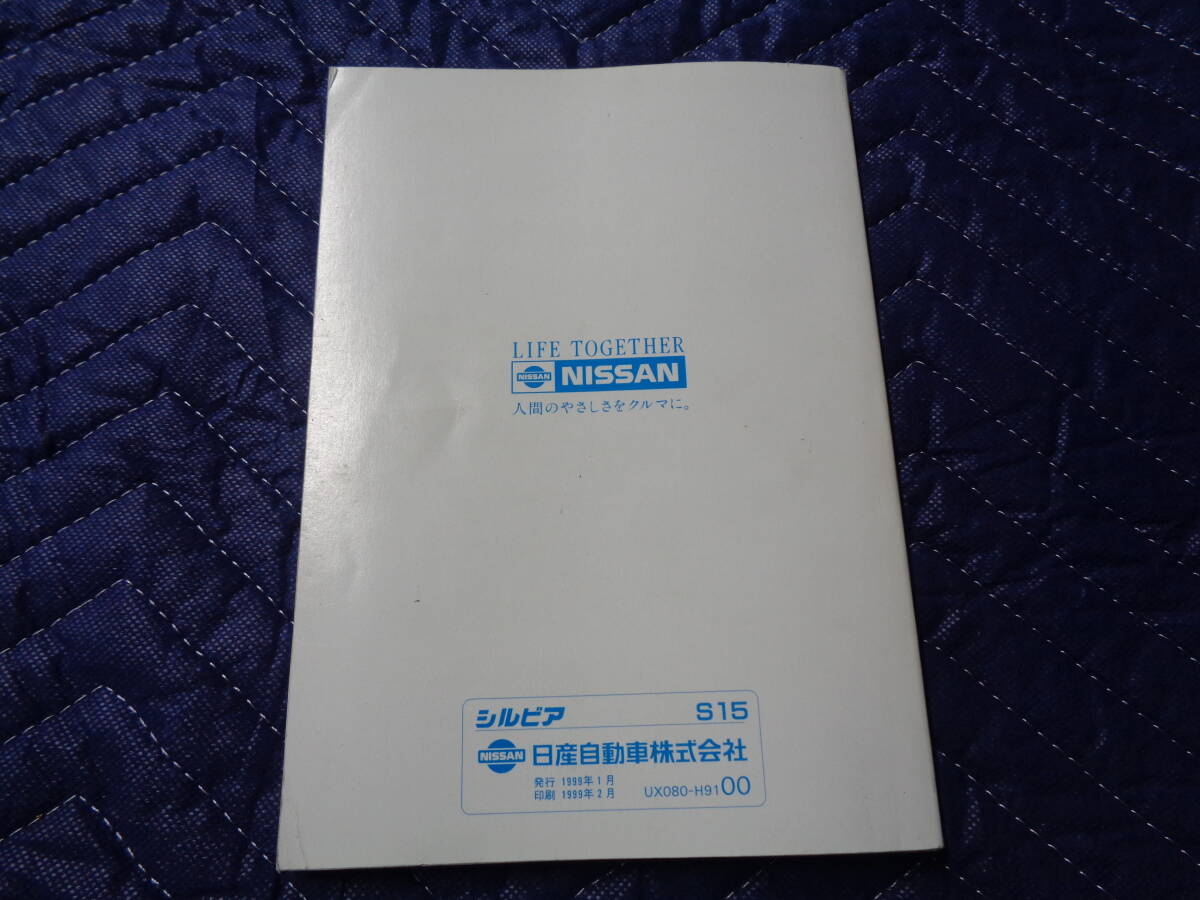 LIFE TOGETHER
NISSAN NISSAN
人間のやさしさをクルマに。
シルビア S15
NISSAN 日産自動車株式会社
発行 1999年1月
印刷 1999年2月 UX080-H9100